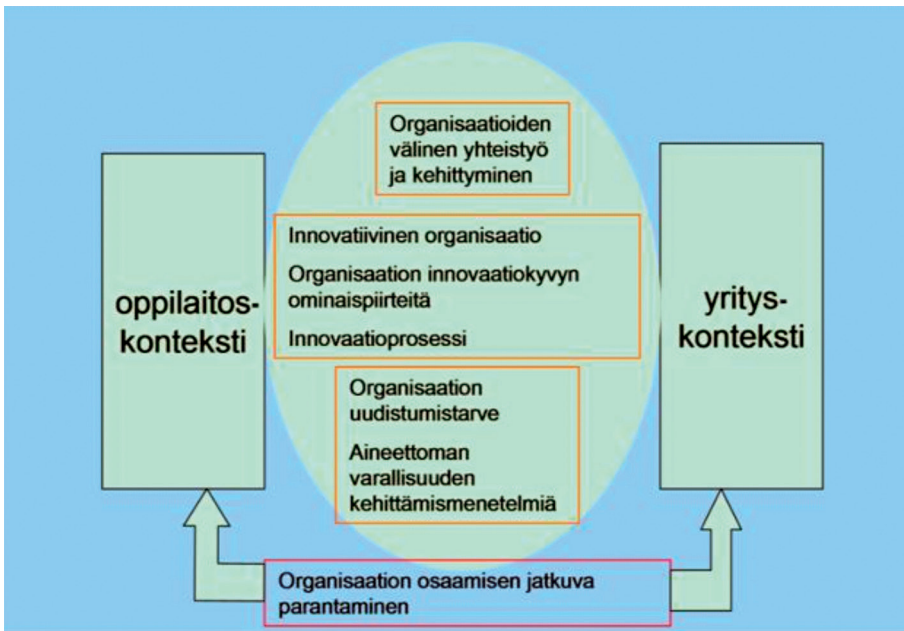 Organisaatioiden
välinen yhteistyö
ja kehittyminen
oppilaitos-
konteksti
Innovatiivinen organisaatio
Organisaation innovaatiokyvyn
ominaispiirteitä
Innovaatioprosessi
yritys-
konteksti
Organisaation
uudistumistarve
Aineettoman
varallisuuden
kehittämismenetelmiä
Organisaation osaamisen jatkuva
parantaminen